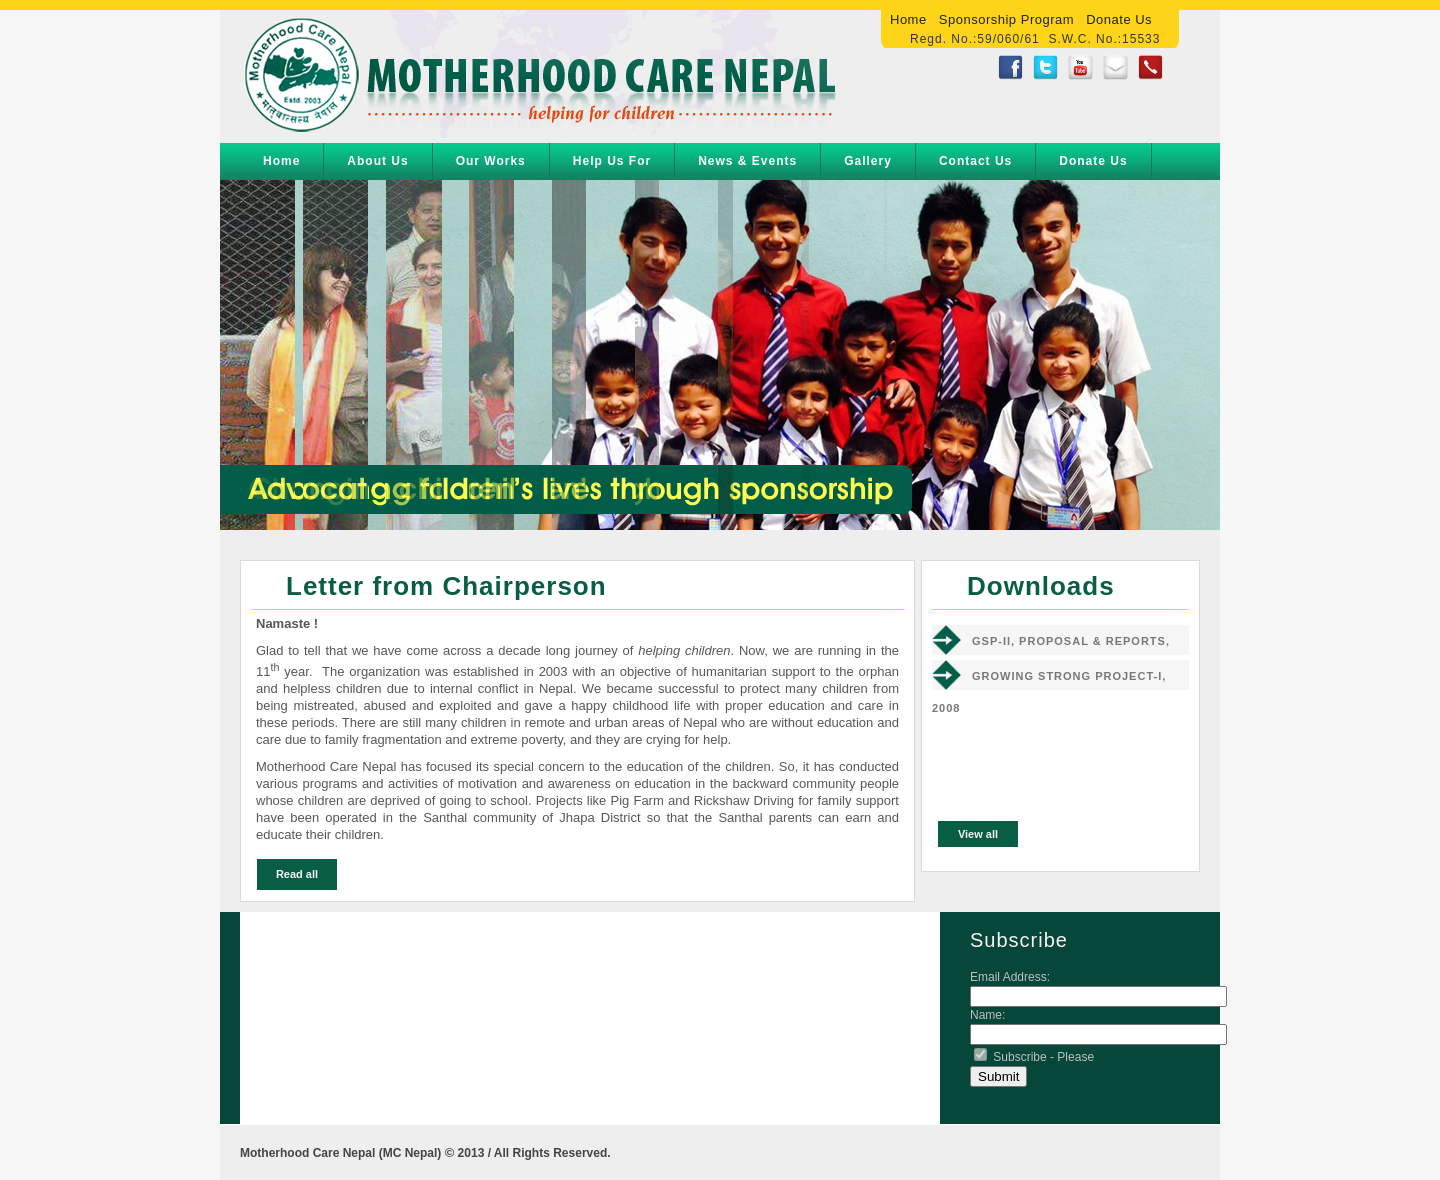 Home Sponsorship Program Donate Us
Regd. No.:59/060/61 S.W.C. No.:15533
Motherhood Care Nepal
Estd. 2003
मातृवात्सल्य नेपाल
MOTHERHOOD CARE NEPAL
helping for children
You
Tube
Home About Us Our Works Help Us For News & Events Gallery Contact Us Donate Us
lives through sponsorship
Letter from Chairperson
Namaste !
Glad to tell that we have come across a decade long journey of helping children. Now, we are running in the
11th year. The organization was established in 2003 with an objective of humanitarian support to the orphan
and helpless children due to internal conflict in Nepal. We became successful to protect many children from
being mistreated, abused and exploited and gave a happy childhood life with proper education and care in
these periods. There are still many children in remote and urban areas of Nepal who are without education and
care due to family fragmentation and extreme poverty, and they are crying for help.
Motherhood Care Nepal has focused its special concern to the education of the children. So, it has conducted
various programs and activities of motivation and awareness on education in the backward community people
whose children are deprived of going to school. Projects like Pig Farm and Rickshaw Driving for family support
have been operated in the Santhal community of Jhapa District so that the Santhal parents can earn and
educate their children.
Read all
Downloads
GSP-II, PROPOSAL & REPORTS,
GROWING STRONG PROJECT-I,
2008
View all
Subscribe
Email Address:
Name:
Subscribe - Please
Submit
Motherhood Care Nepal (MC Nepal) © 2013 / All Rights Reserved.